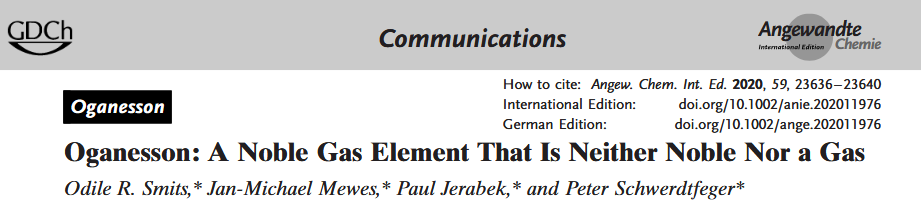 GDCh
Communications
Angewandte
International Edition Chemie
How to cite: Angew. Chem. Int. Ed. 2020, 59, 23636–23640
International Edition: doi.org/10.1002/anie.202011976
German Edition: doi.org/10.1002/ange.202011976
Oganesson
Oganesson: A Noble Gas Element That Is Neither Noble Nor a Gas
Odile R. Smits,* Jan-Michael Mewes,* Paul Jerabek,* and Peter Schwerdtfeger*